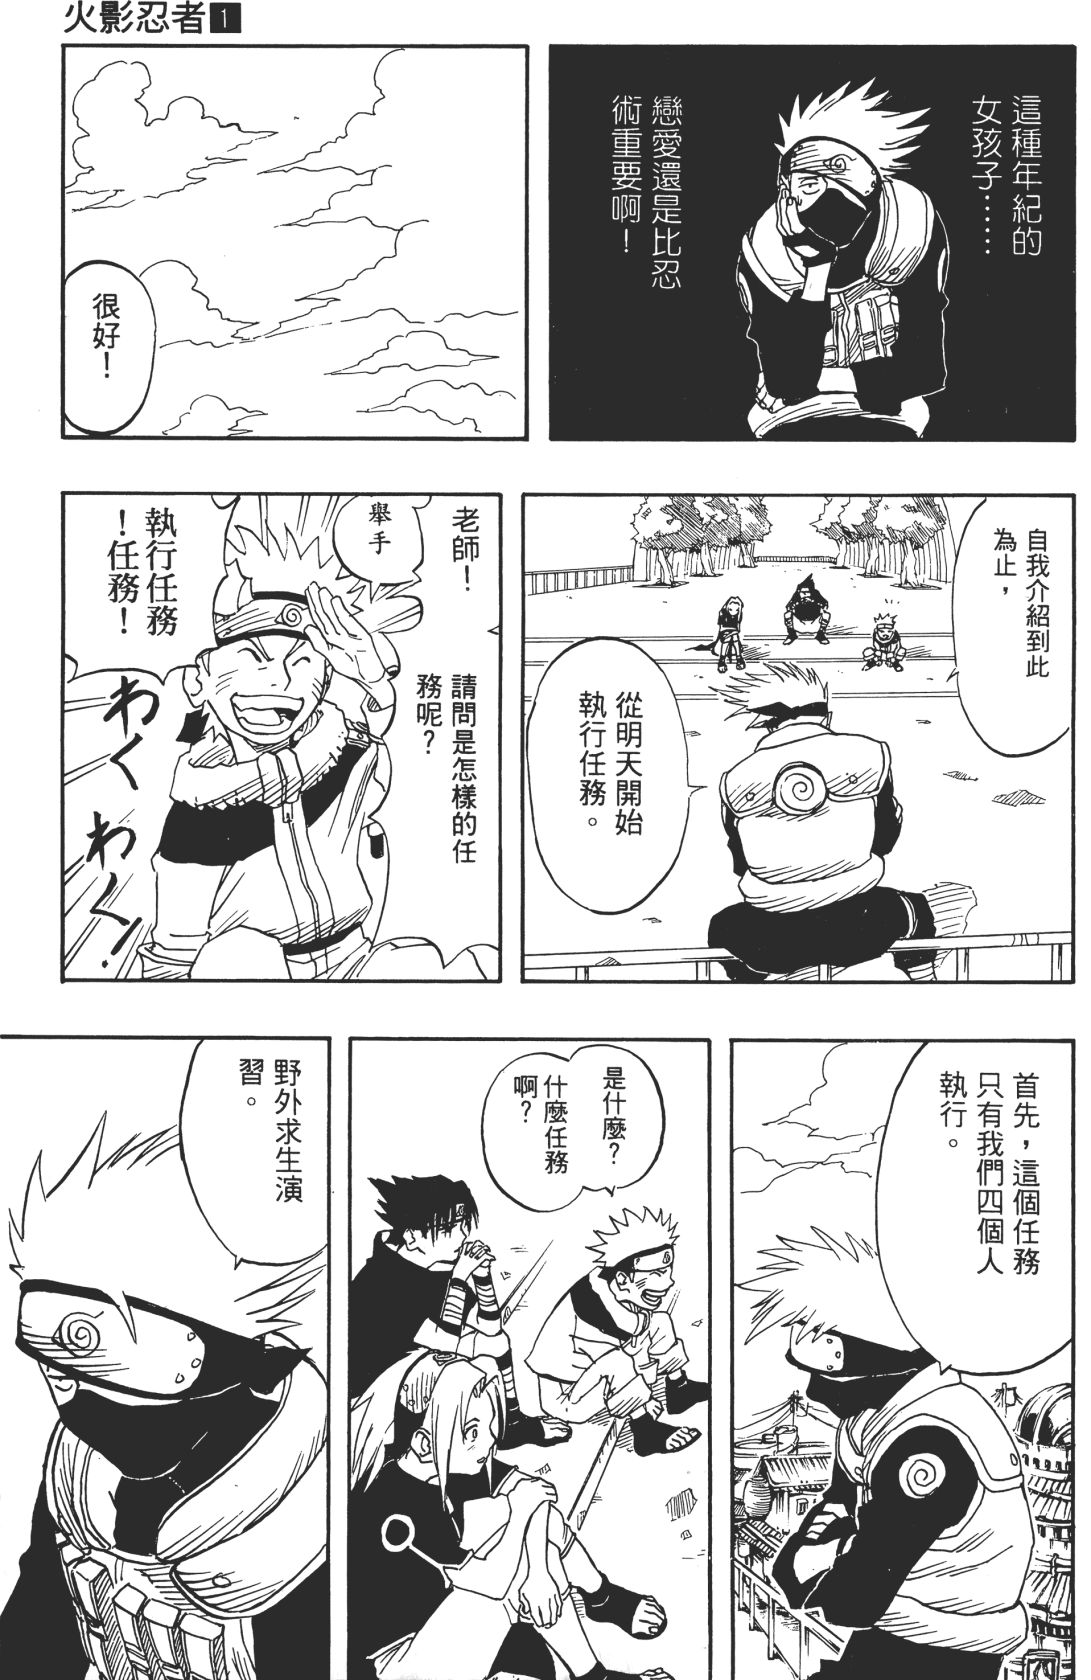 火影忍者1
這種年紀的
女孩子……
戀愛還是比忍
術重要啊！
很好！
自我介紹到此
為止，
從明天開始
執行任務。
老師！
請問是怎樣的任
務呢？
舉手
執行任務
！任務！
わくわく！
首先，這個任務
只有我們四個人
執行。
是什麼？
什麼任務
啊？
野外求生演
習。